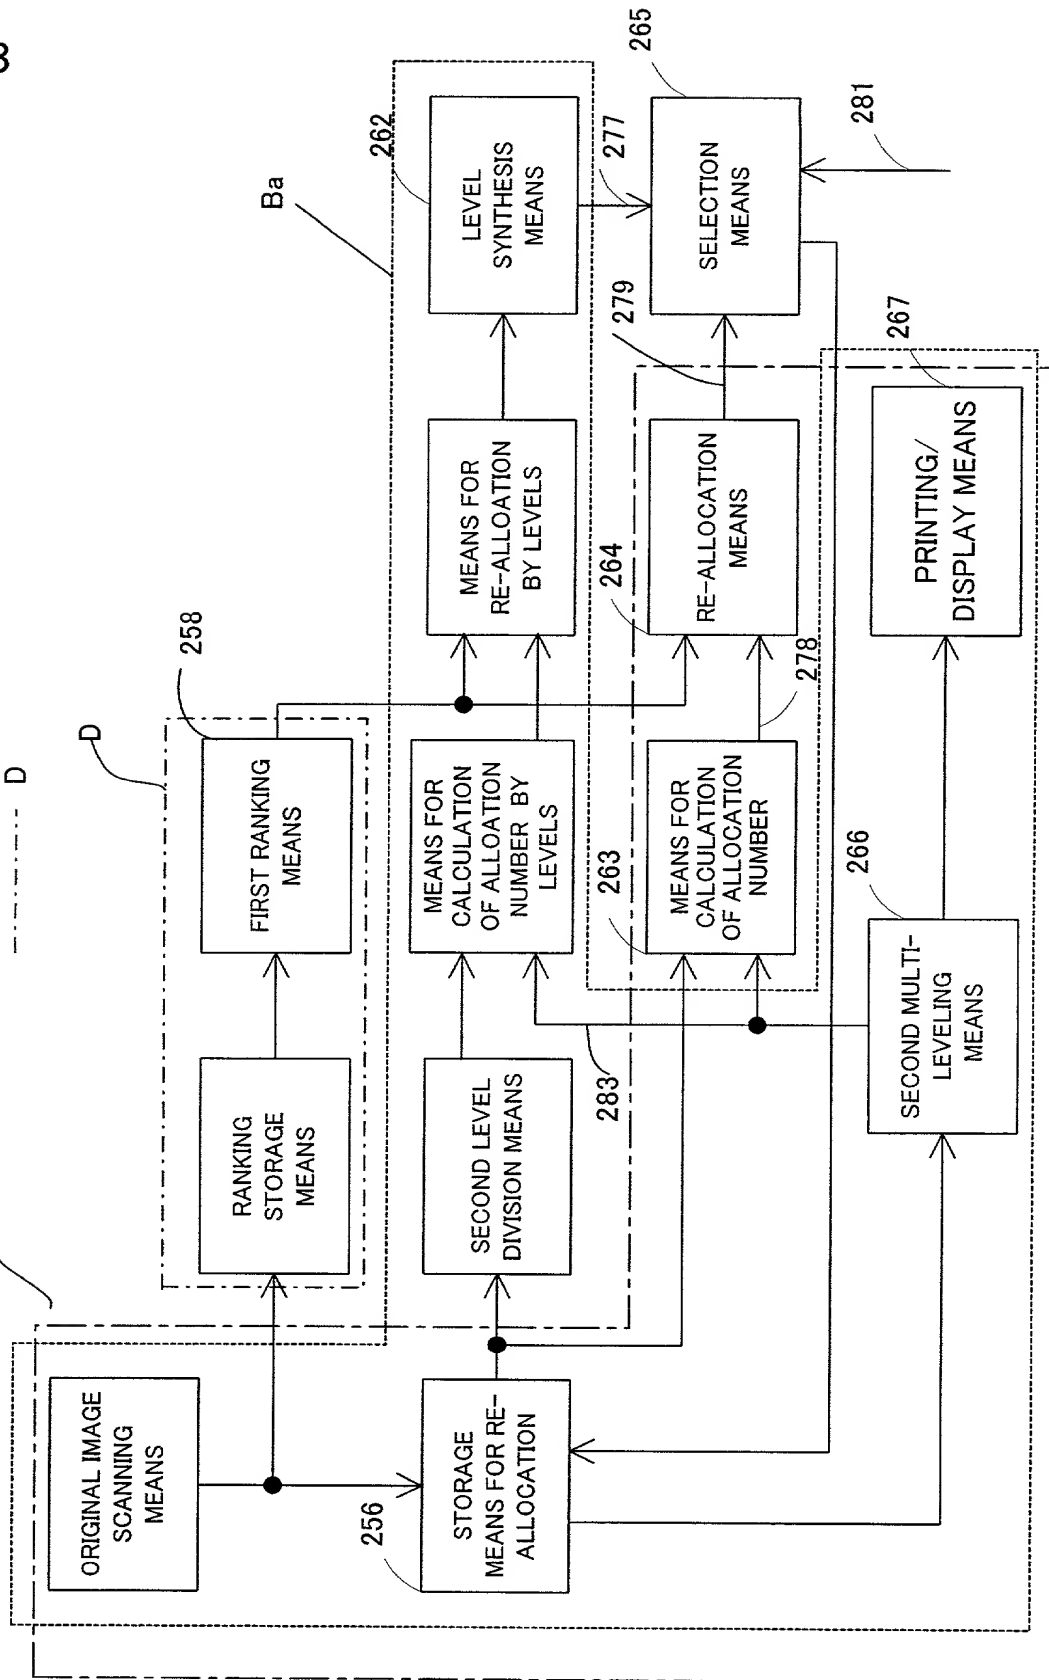 8
D
D
ORIGINAL IMAGE
SCANNING
MEANS
RANKING
STORAGE
MEANS
FIRST RANKING
MEANS
258
Ba
256
STORAGE
MEANS FOR RE-
ALLOCATION
SECOND LEVEL
DIVISION MEANS
MEANS FOR
CALCULATION
OF ALLOATION
NUMBER BY
LEVELS
MEANS FOR
RE-ALLOATION
BY LEVELS
262
LEVEL
SYNTHESIS
MEANS
283
263
MEANS FOR
CALCULATION
OF ALLOCATION
NUMBER
278
264
RE-ALLOCATION
MEANS
279
277
265
SELECTION
MEANS
281
266
SECOND MULTI-
LEVELING
MEANS
267
PRINTING/
DISPLAY MEANS